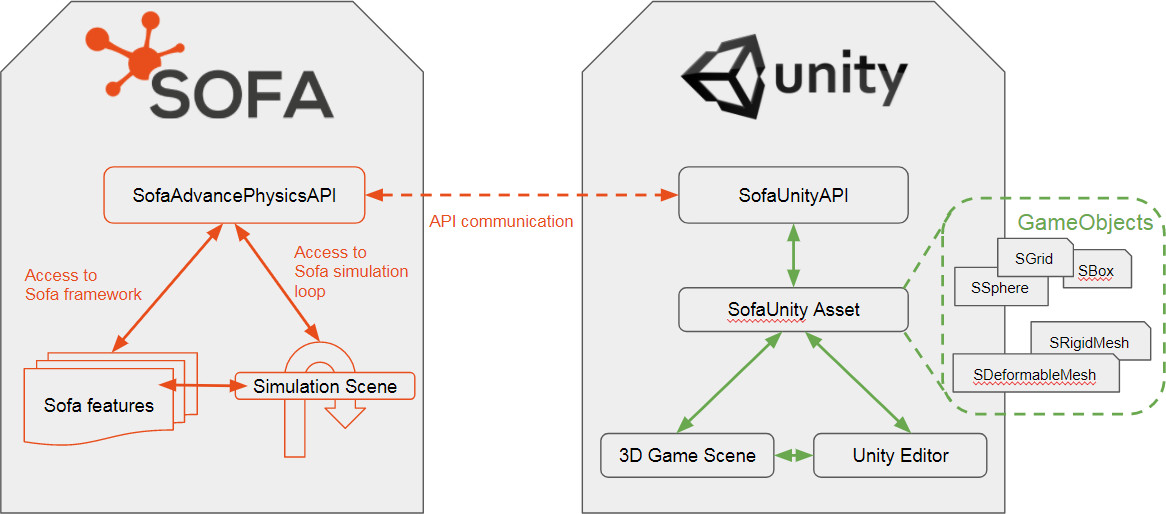 SOFA
SofaAdvancePhysicsAPI
Access to
Sofa framework
Access to
Sofa simulation
loop
Sofa features
Simulation Scene
API communication
unity
SofaUnityAPI
SofaUnity Asset
3D Game Scene
Unity Editor
GameObjects
SGrid
SBox
SSphere
SRigidMesh
SDeformableMesh